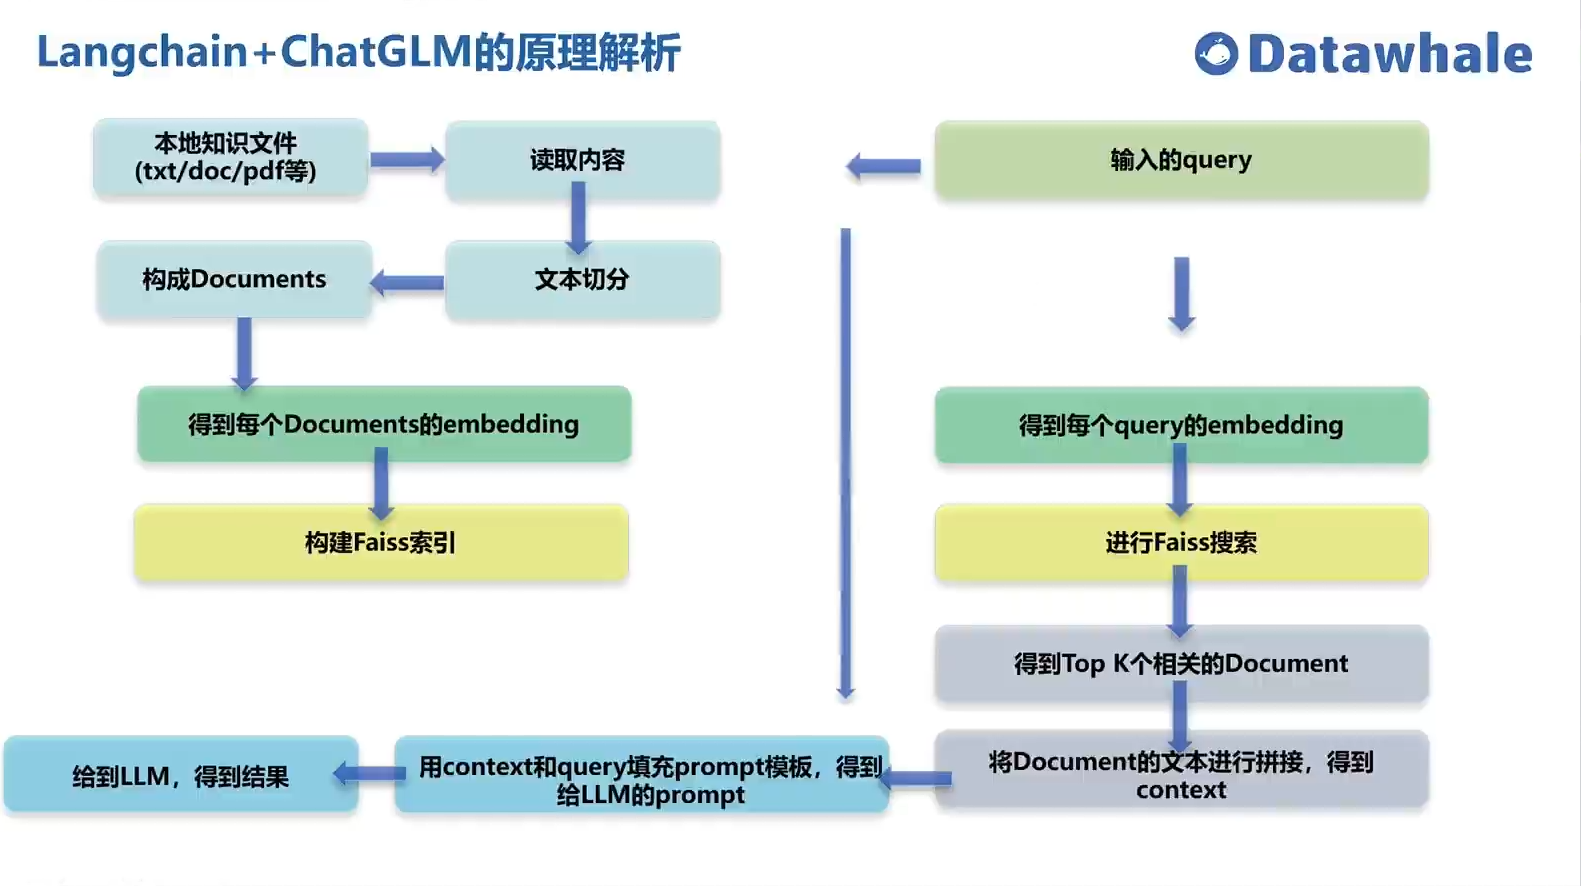 Langchain+ChatGLM的原理解析
Datawhale
本地知识文件
(txt/doc/pdf等)
读取内容
文本切分
构成Documents
得到每个Documents的embedding
构建Faiss索引
输入的query
得到每个query的embedding
进行Faiss搜索
得到Top K个相关的Document
将Document的文本进行拼接，得到
context
用context和query填充prompt模板，得到
给LLM的prompt
给到LLM，得到结果